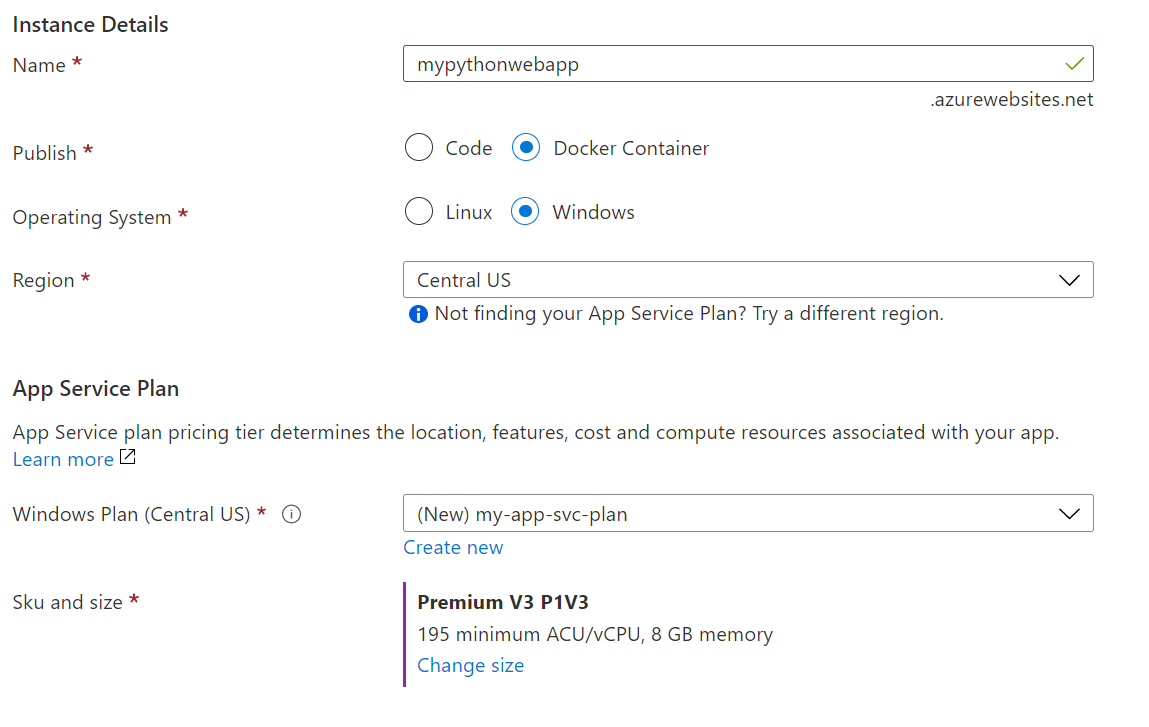 Instance Details
Name *
mypythonwebapp
.azurewebsites.net
Publish *
Code Docker Container
Operating System *
Linux Windows
Region *
Central US
Not finding your App Service Plan? Try a different region.
App Service Plan
App Service plan pricing tier determines the location, features, cost and compute resources associated with your app.
Learn more
Windows Plan (Central US) *
(New) my-app-svc-plan
Create new
Sku and size *
Premium V3 P1V3
195 minimum ACU/vCPU, 8 GB memory
Change size